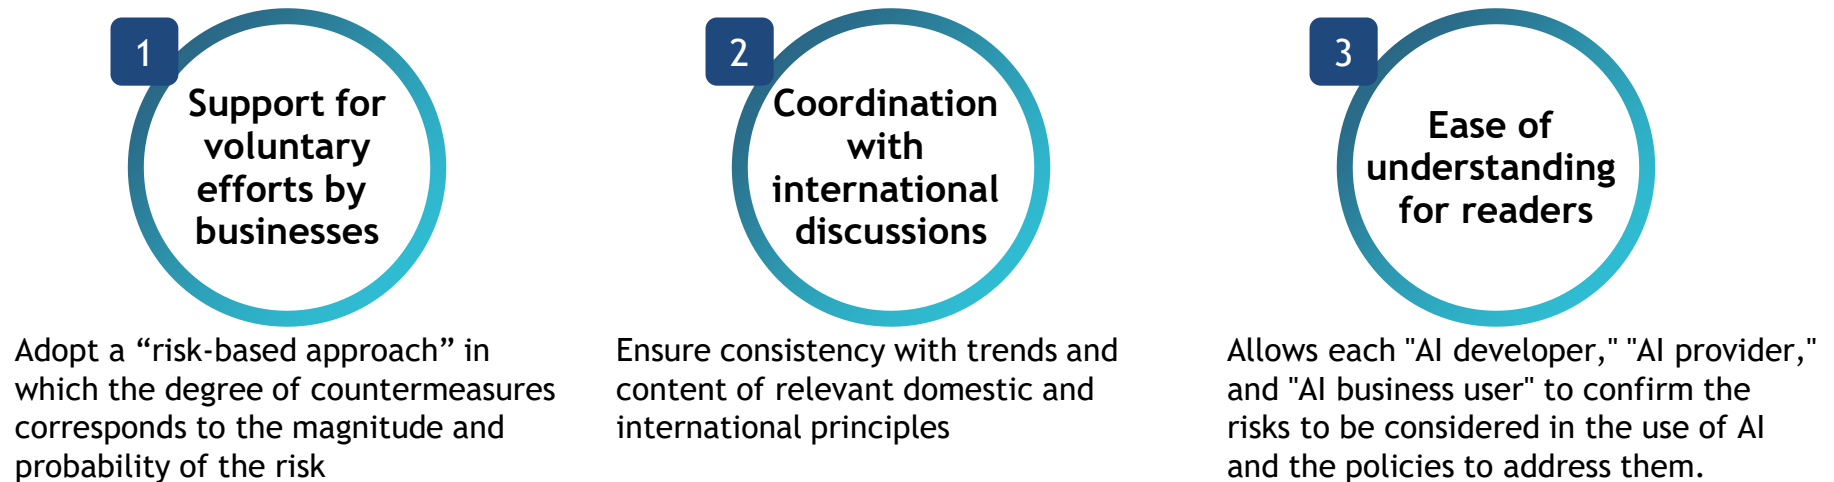 1
Support for
voluntary
efforts by
businesses
Adopt a “risk-based approach” in
which the degree of countermeasures
corresponds to the magnitude and
probability of the risk
2
Coordination
with
international
discussions
Ensure consistency with trends and
content of relevant domestic and
international principles
3
Ease of
understanding
for readers
Allows each "AI developer," "AI provider,"
and "AI business user" to confirm the
risks to be considered in the use of AI
and the policies to address them.